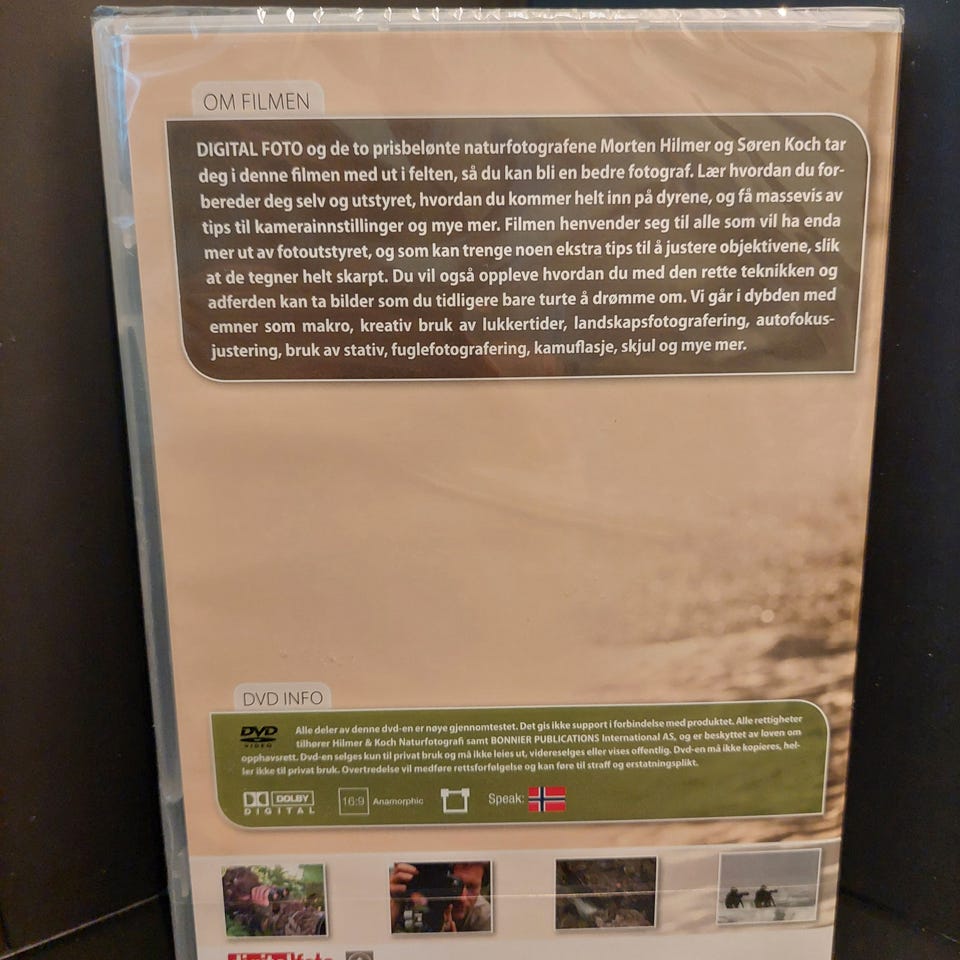 OM FILMEN
DIGITAL FOTO og de to prisbelønte naturfotografene Morten Hilmer og Søren Koch tar
deg i denne filmen med ut i felten, så du kan bli en bedre fotograf. Lær hvordan du for-
bereder deg selv og utstyret, hvordan du kommer helt inn på dyrene, og få massevis av
tips til kamerainnstillinger og mye mer. Filmen henvender seg til alle som vil ha enda
mer ut av fotoutstyret, og som kan trenge noen ekstra tips til å justere objektivene, slik
at de tegner helt skarpt. Du vil også oppleve hvordan du med den rette teknikken og
adferden kan ta bilder som du tidligere bare turte å drømme om. Vi går i dybden med
emner som makro, kreativ bruk av lukkertider, landskapsfotografering, autofokus-
justering, bruk av stativ, fuglefotografering, kamuflasje, skjul og mye mer.
DVD INFO
DVD VIDEO
Alle deler av denne dvd-en er nøye gjennomtestet. Det gis ikke support i forbindelse med produktet. Alle rettigheter
tilhører Hilmer & Koch Naturfotografi samt BONNIER PUBLICATIONS International AS, og er beskyttet av loven om
opphavsrett. Dvd-en selges kun til privat bruk og må ikke leies ut, videreselges eller vises offentlig. Dvd-en må ikke kopieres, hel-
ler ikke til privat bruk. Overtredelse vil medføre rettsforfølgelse og kan føre til straff og erstatningsplikt.
DOLBY DIGITAL 16:9 Anamorphic Speak: